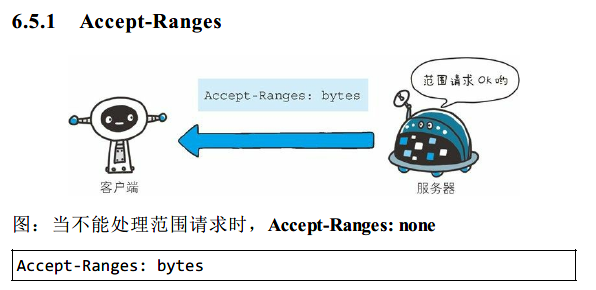 6.5.1 Accept-Ranges
范围请求OK哟
Accept-Ranges: bytes
客户端
服务器
图：当不能处理范围请求时，Accept-Ranges: none
Accept-Ranges: bytes